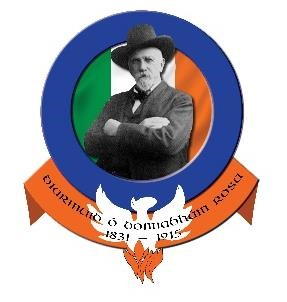 Diarmuid Ó Donnabháin Rosa
1831 – 1915